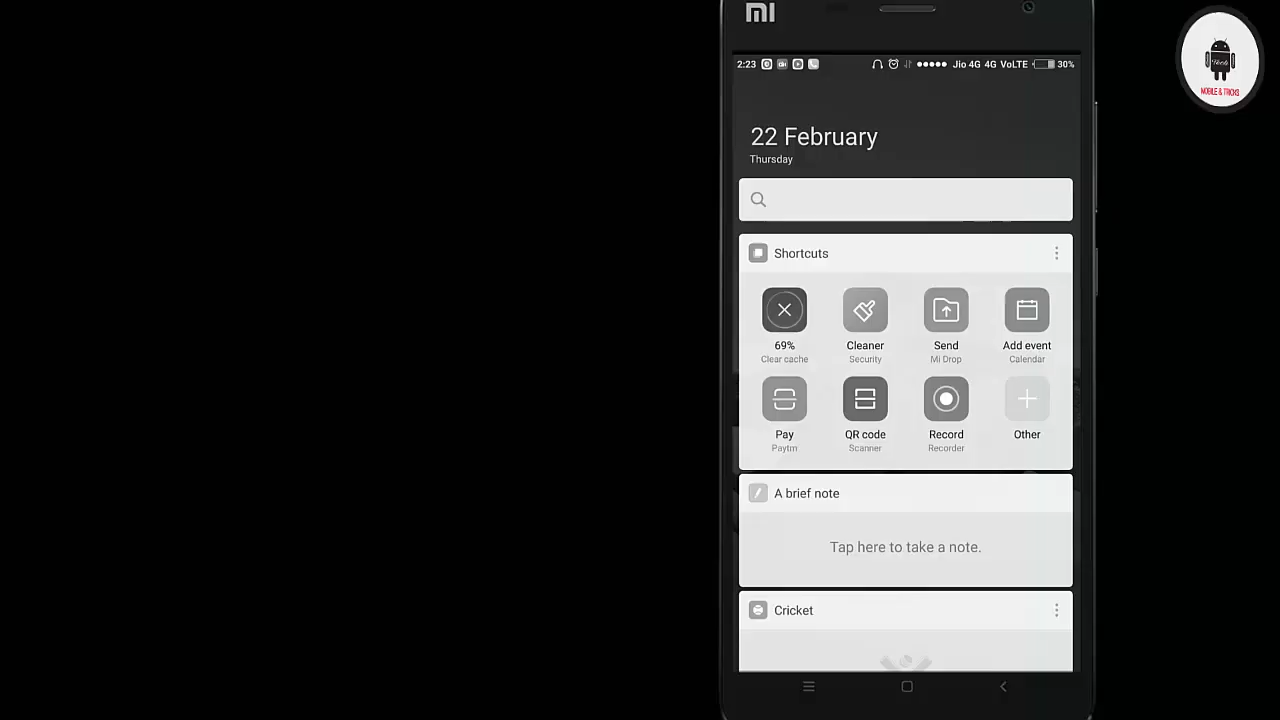 MI
2:23 Jio 4G 4G VoLTE 30%
22 February
Thursday
Shortcuts
69% Cleaner Send Add event
Clear cache Security Mi Drop Calendar
Pay QR code Record Other
Paytm Scanner Recorder
A brief note
Tap here to take a note.
Cricket
MOBILE & TRICKS